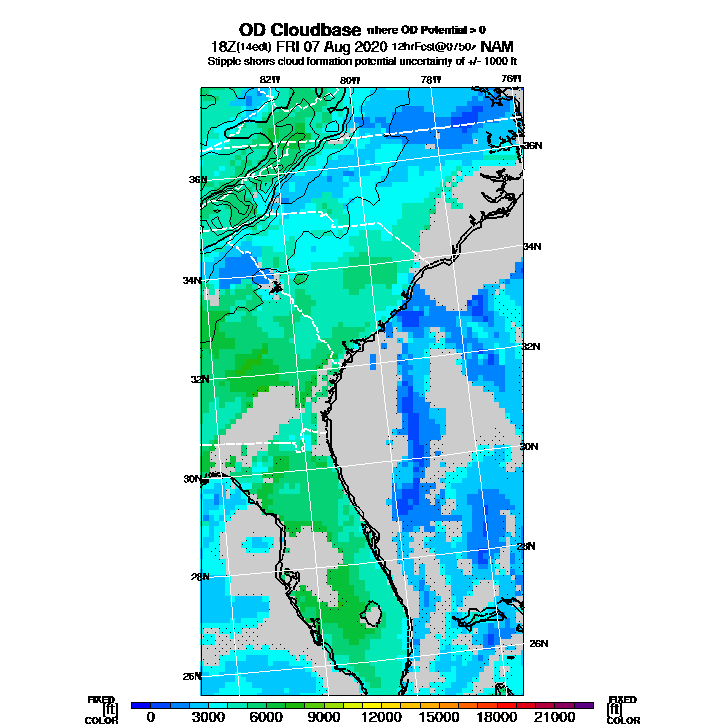 OD Cloudbase where OD Potential > 0
18Z(14edt) FRI 07 Aug 2020 12hrFcst@0750z NAM
Stipple shows cloud formation potential uncertainty of +/- 1000 ft
82W 80W 78W 76W
36N
36N
34N
34N
32N
32N
30N
30N
28N
28N
26N
26N
FIXED FIXED
[ft] [ft]
COLOR COLOR
0 3000 6000 9000 12000 15000 18000 21000